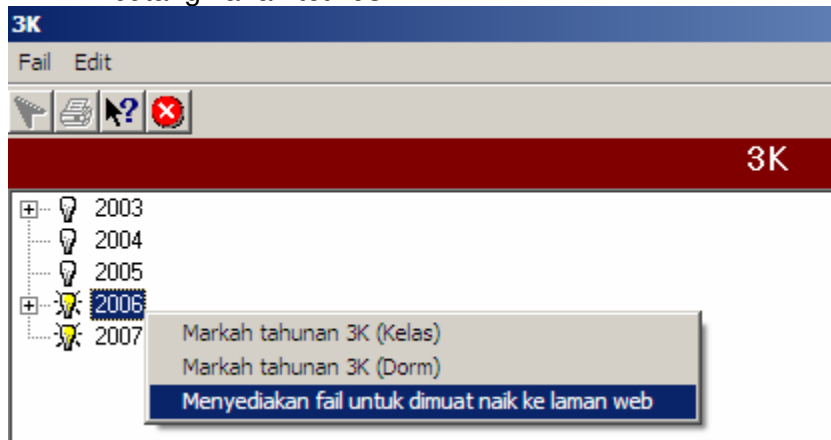 3K
Fail Edit
3K
2003
2004
2005
2006
2007
Markah tahunan 3K (Kelas)
Markah tahunan 3K (Dorm)
Menyediakan fail untuk dimuat naik ke laman web